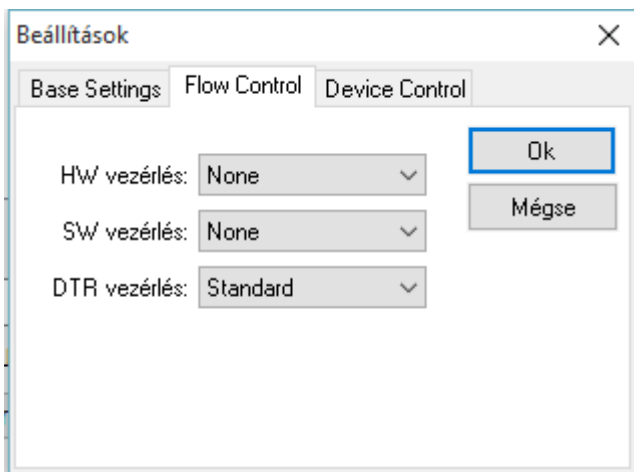 Beállítások
Base Settings Flow Control Device Control
Ok
HW vezérlés: None
Mégse
SW vezérlés: None
DTR vezérlés: Standard